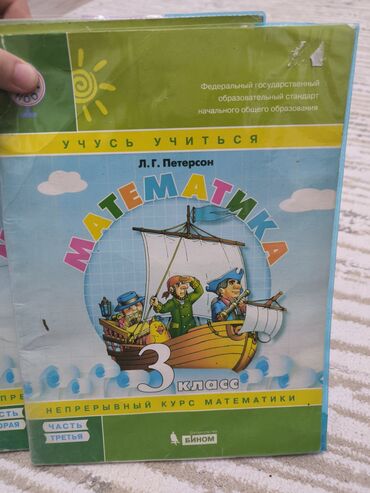 Федеральный государственный
образовательный стандарт
начального общего образования
УЧУСЬ УЧИТЬСЯ
Л.Г. Петерсон
МАТЕМАТИКА
3 класс
НЕПРЕРЫВНЫЙ КУРС МАТЕМАТИКИ
ЧАСТЬ
ТРЕТЬЯ
БИНОМ